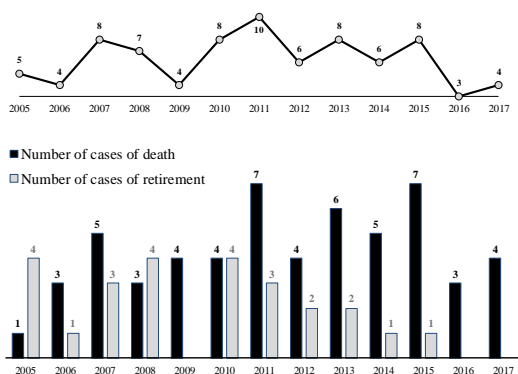 5 4 8 7 4 8 10 6 8 6 8 3 4
2005 2006 2007 2008 2009 2010 2011 2012 2013 2014 2015 2016 2017
Number of cases of death
Number of cases of retirement
1 4 3 1 5 3 3 4 4 4 4 7 3 4 2 6 2 5 1 7 1 3 4
2005 2006 2007 2008 2009 2010 2011 2012 2013 2014 2015 2016 2017